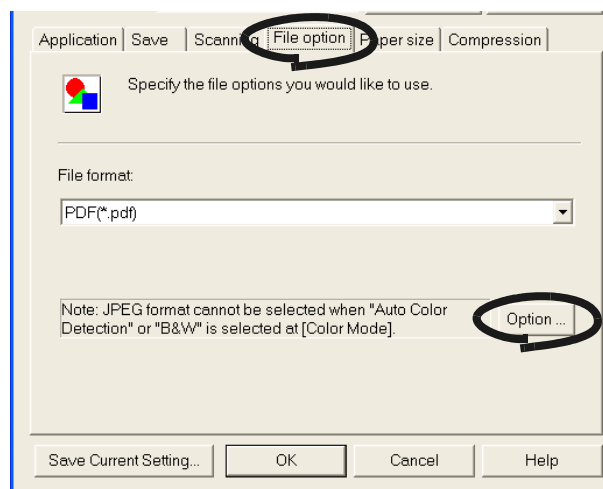 Application Save Scanning File option Paper size Compression
Specify the file options you would like to use.
File format:
PDF(*.pdf)
Note: JPEG format cannot be selected when "Auto Color
Detection" or "B&W" is selected at [Color Mode].
Option ...
Save Current Setting... OK Cancel Help